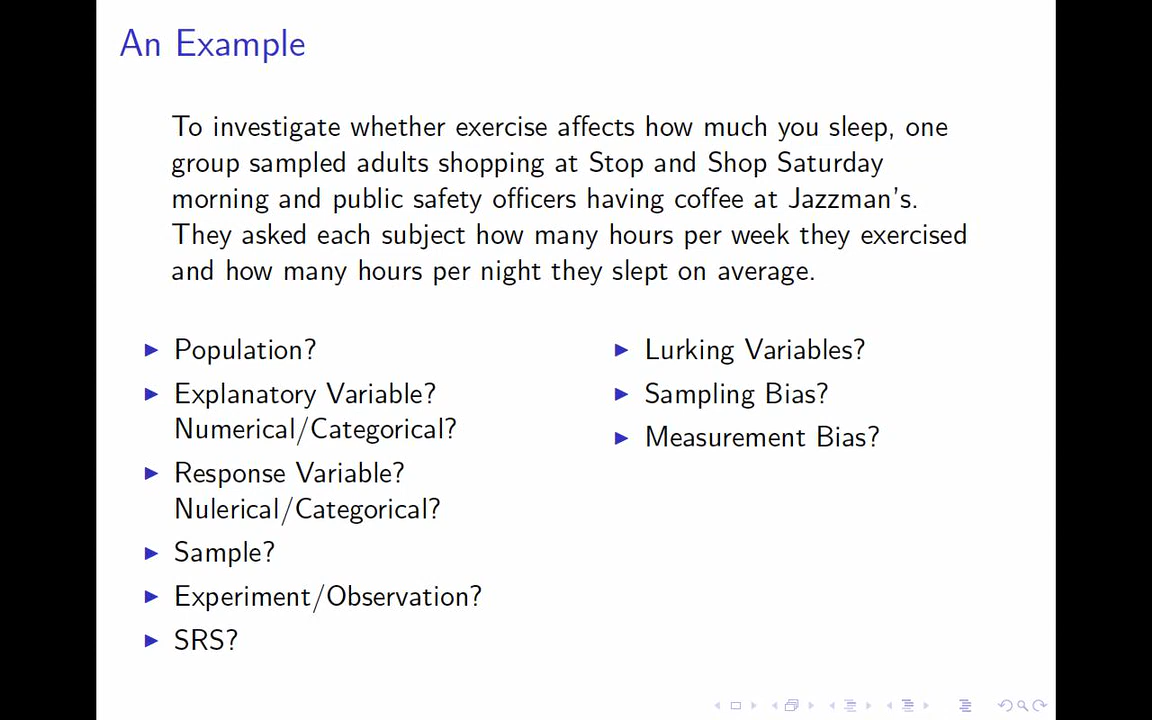 An Example
To investigate whether exercise affects how much you sleep, one
group sampled adults shopping at Stop and Shop Saturday
morning and public safety officers having coffee at Jazzman's.
They asked each subject how many hours per week they exercised
and how many hours per night they slept on average.
Population?
Explanatory Variable?
Numerical/Categorical?
Response Variable?
Nulerical/Categorical?
Sample?
Experiment/Observation?
SRS?
Lurking Variables?
Sampling Bias?
Measurement Bias?